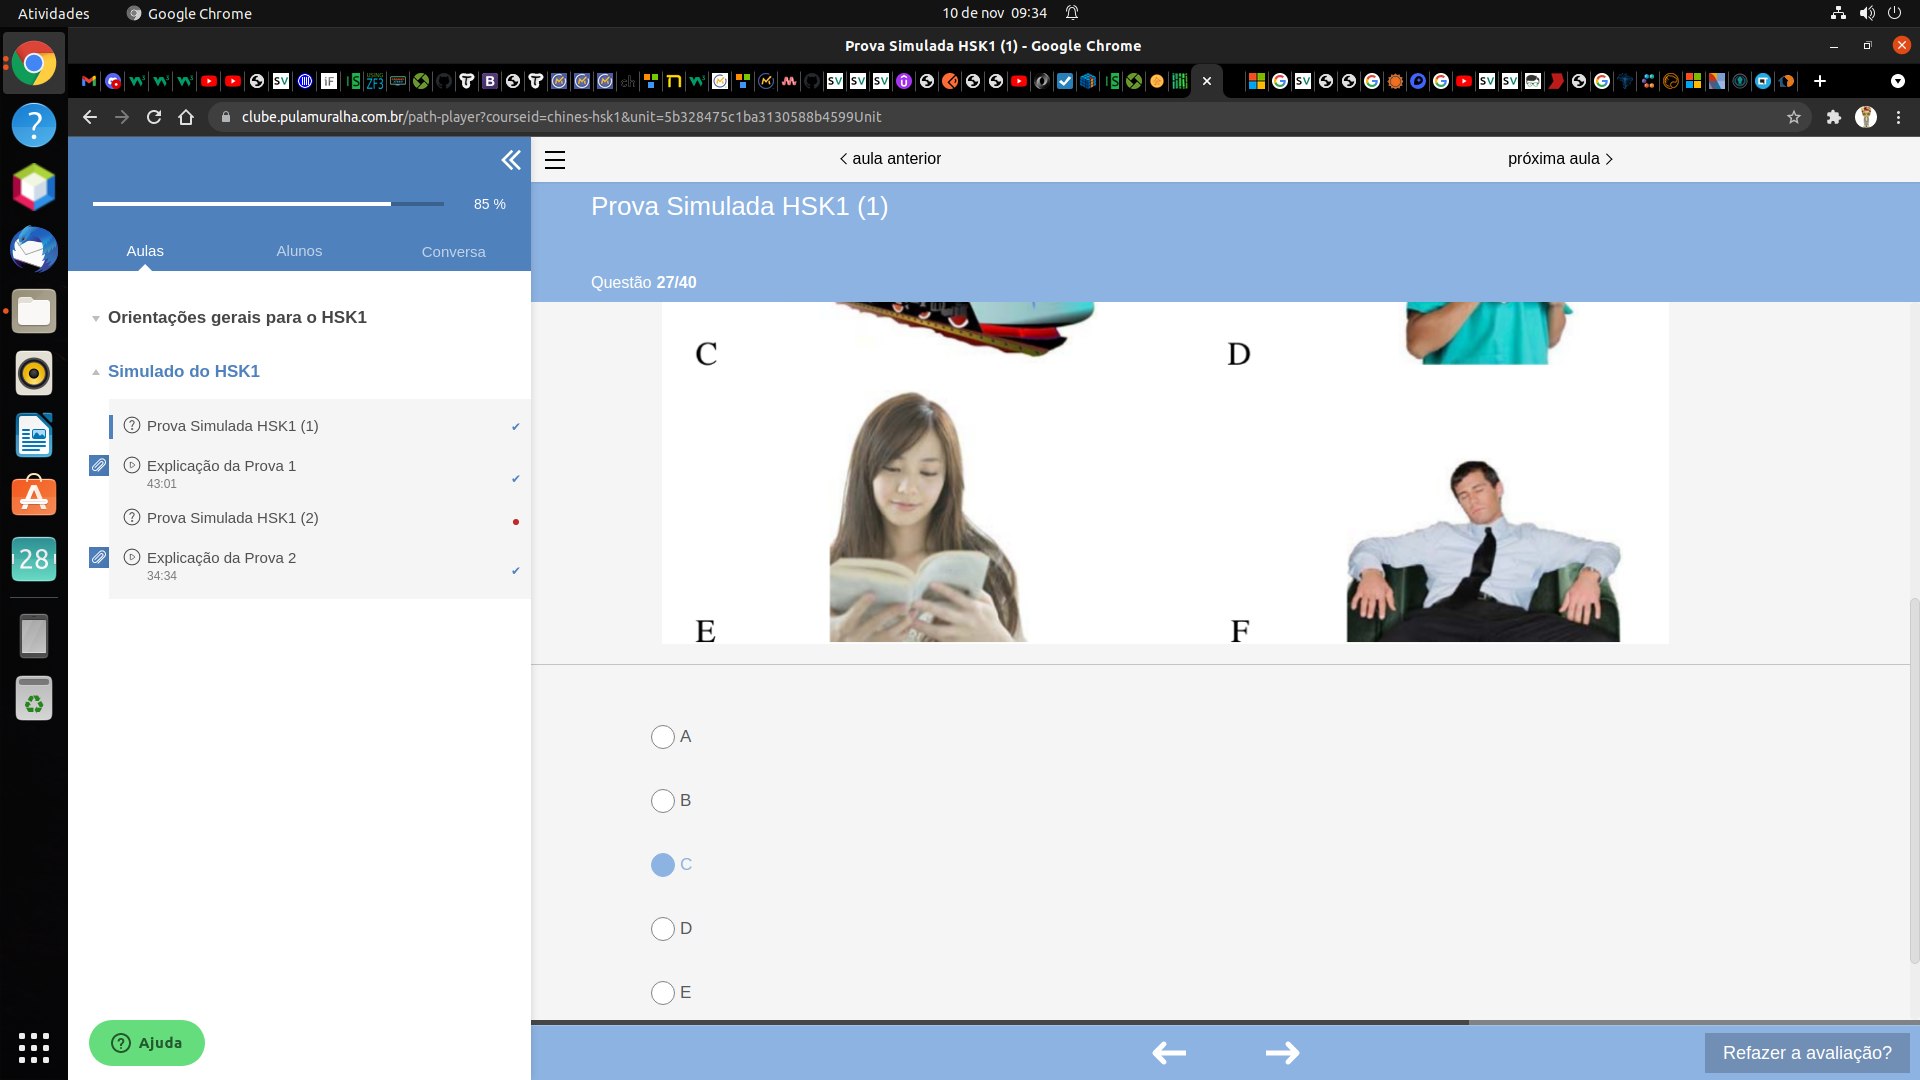 Atividades
Google Chrome
10 de nov 09:34
Prova Simulada HSK1 (1) - Google Chrome
clube.pulamuralha.com.br/path-player?courseid=chines-hsk1&unit=5b328475c1ba3130588b4599Unit
aula anterior
próxima aula
85 %
Aulas
Alunos
Conversa
Prova Simulada HSK1 (1)
Questão 27/40
Orientações gerais para o HSK1
Simulado do HSK1
Prova Simulada HSK1 (1)
Explicação da Prova 1
43:01
Prova Simulada HSK1 (2)
Explicação da Prova 2
34:34
28
C
D
E
F
A
B
C
D
E
Ajuda
Refazer a avaliação?